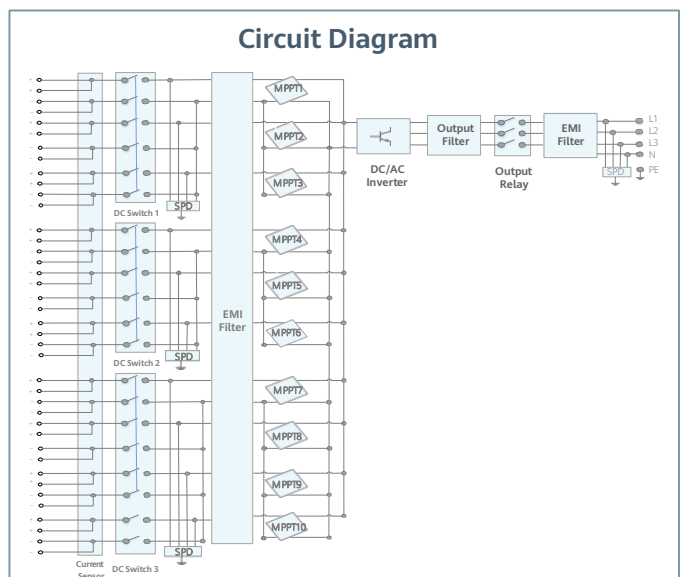 Circuit Diagram
MPPT1
MPPT2
MPPT3
SPD
DC Switch 1
MPPT4
MPPT5
MPPT6
EMI
Filter
SPD
DC Switch 2
MPPT7
MPPT8
MPPT9
MPPT10
SPD
Current
Sensor
DC Switch 3
DC/AC
Inverter
Output
Filter
Output
Relay
EMI
Filter
L1
L2
L3
N
SPD
PE